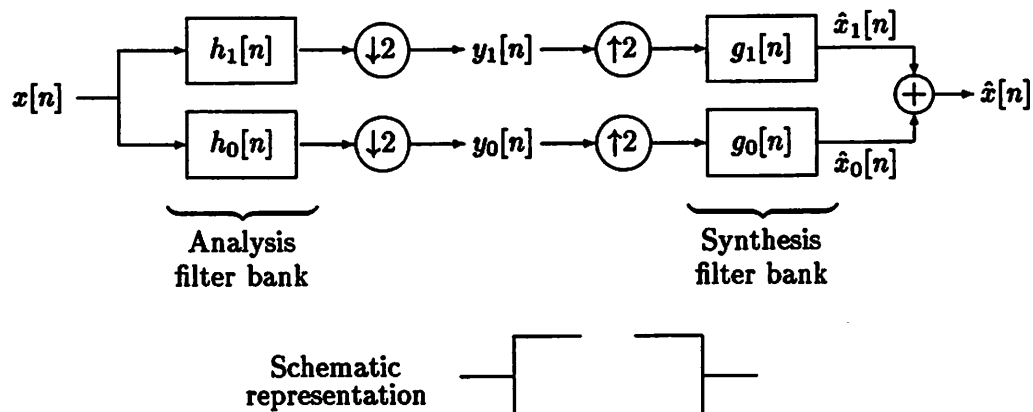 x[n] h₁[n] ↓2 y₁[n] ↑2 g₁[n] x̂₁[n]
x̂[n]
h₀[n] ↓2 y₀[n] ↑2 g₀[n] x̂₀[n]
Analysis
filter bank
Synthesis
filter bank
Schematic
representation